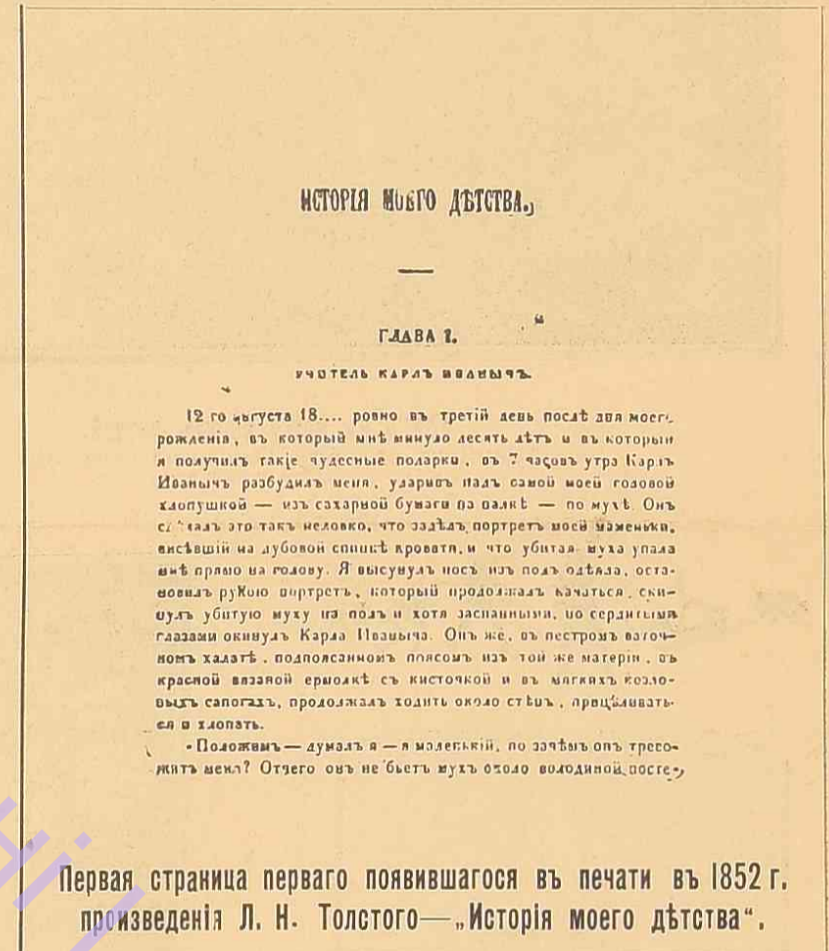 ИСТОРІЯ МОЕГО ДѢТСТВА.
ГЛАВА I.
УЧИТЕЛЬ КАРЛЪ ИВАНЫЧЪ.
12 го августа 18.... ровно въ третій день послѣ дня моего
рожденія, въ который мнѣ минуло десять лѣтъ и въ который
я получилъ такіе чудесные подарки, въ 7 часовъ утра Карлъ
Иванычъ разбудилъ меня, ударивъ надъ самой моей головой
хлопушкой — изъ сахарной бумаги на палкѣ — по мухѣ. Онъ
сдѣлалъ это такъ неловко, что задѣлъ портретъ моей маменьки,
висѣвшій на дубовой спинкѣ кровати, и что убитая муха упала
мнѣ прямо на голову. Я высунулъ носъ изъ подъ одѣяла, оста-
новилъ рукою портретъ, который продолжалъ качаться, ски-
нулъ убитую муху на полъ и хотя заспанными, но сердитыми
глазами окинулъ Карла Иваныча. Онъ же, въ пестромъ ваточ-
номъ халатѣ, подпоясанномъ поясомъ изъ той же матеріи, въ
красной вязаной ермолкѣ съ кисточкой и въ мягкихъ козло-
выхъ сапогахъ, продолжалъ ходить около стѣнъ, прицѣливать-
ся и хлопать.
«Положимъ — думалъ я — я маленькій, но зачѣмъ онъ трево-
житъ меня? Отчего онъ не бьетъ мухъ около володиной посте-
Первая страница перваго появившагося въ печати въ 1852 г.
произведенія Л. Н. Толстого—„Исторія моего дѣтства“.